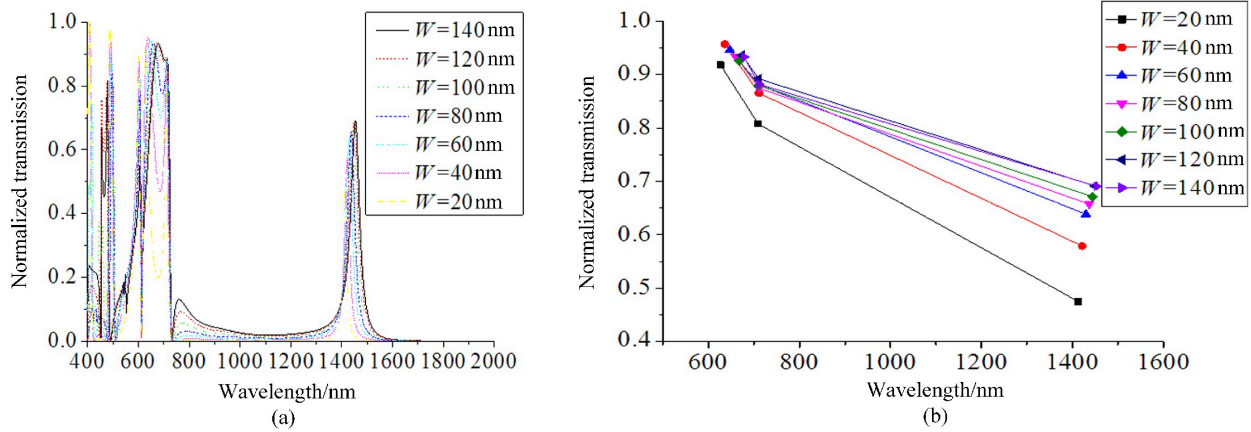 1.0
0.8
0.6
0.4
0.2
0.0
Normalized transmission
400 600 800 1000 1200 1400 1600 1800 2000
Wavelength/nm
(a)
W=140 nm
W=120 nm
W=100 nm
W=80 nm
W=60 nm
W=40 nm
W=20 nm
1.0
0.9
0.8
0.7
0.6
0.5
0.4
Normalized transmission
600 800 1000 1200 1400 1600
Wavelength/nm
(b)
W=20 nm
W=40 nm
W=60 nm
W=80 nm
W=100 nm
W=120 nm
W=140 nm